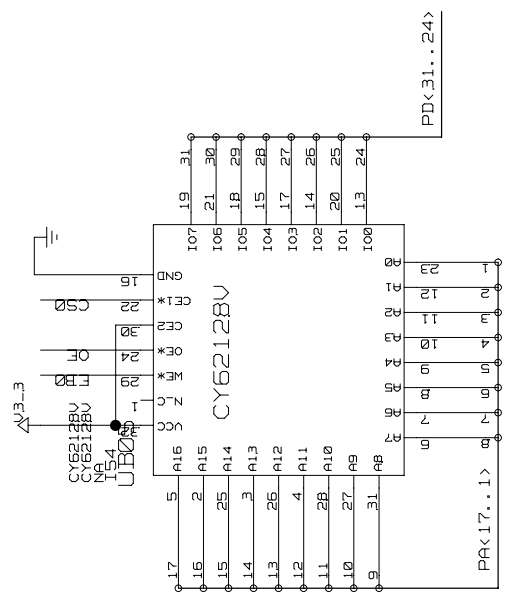 PD<31..24>
31 30 29 28 27 26 25 24
19 21 18 15 17 14 20 13
IO7 IO6 IO5 IO4 IO3 IO2 IO1 IO0
16 GND
CS0 22 CE1*
30 CE2
OE 24 OE*
EB0 29 WE*
1 N_C
32 VCC
V3_3
CY62128V
A0 23 1
A1 12 2
A2 11 3
A3 10 4
A4 9 5
A5 8 6
A6 7 7
A7 6 8
CY62128V
CY62128V
NA
I54
A16 A15 A14 A13 A12 A11 A10 A9 A8
5 2 25 3 26 4 28 27 31
17 16 15 14 13 12 11 10 9
PA<17..1>